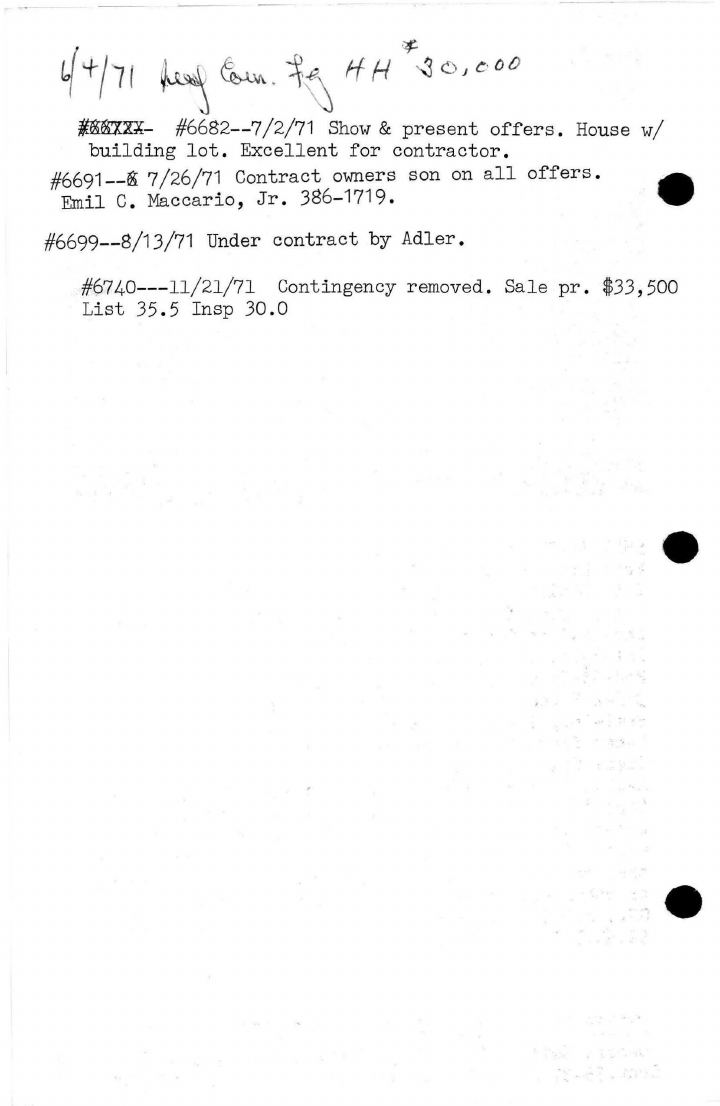 6/4/71 Com. Fig HH $30,000
#6682--7/2/71 Show & present offers. House w/
building lot. Excellent for contractor.
#6691-- 7/26/71 Contract owners son on all offers.
Emil C. Maccario, Jr. 386-1719.
#6699--8/13/71 Under contract by Adler.
#6740---11/21/71 Contingency removed. Sale pr. $33,500
List 35.5 Insp 30.0